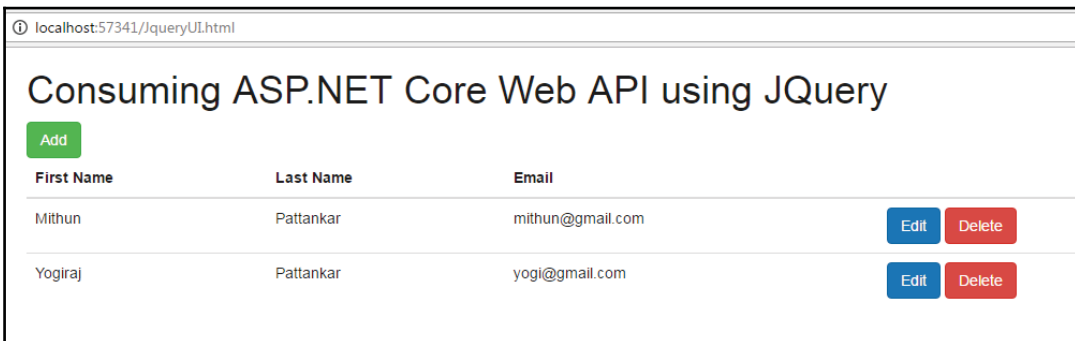 localhost:57341/JqueryUI.html
Consuming ASP.NET Core Web API using JQuery
Add
First Name Last Name Email
Mithun Pattankar mithun@gmail.com Edit Delete
Yogiraj Pattankar yogi@gmail.com Edit Delete